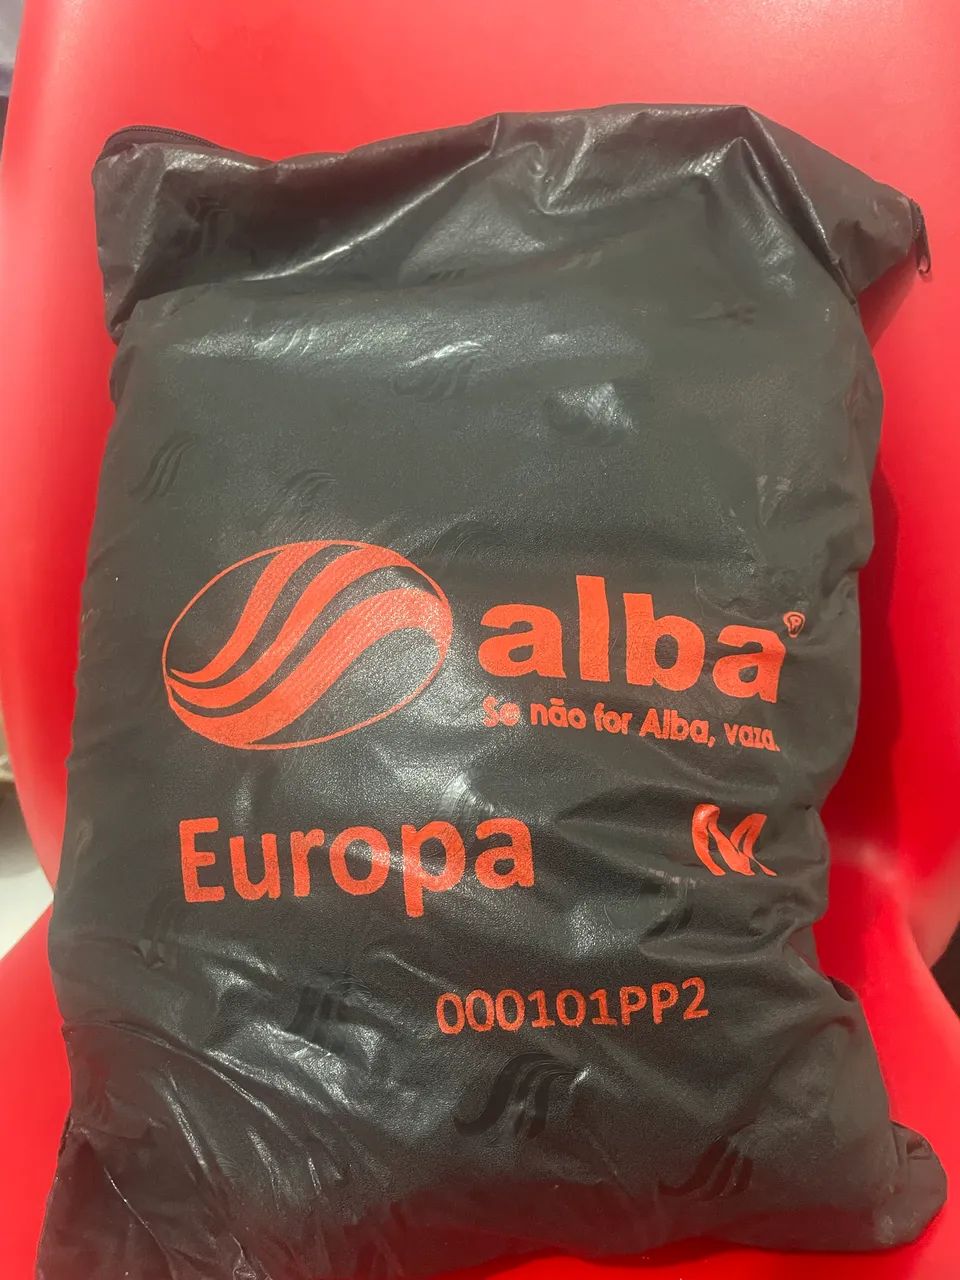 alba
Se não for Alba, vaza.
Europa M
000101PP2